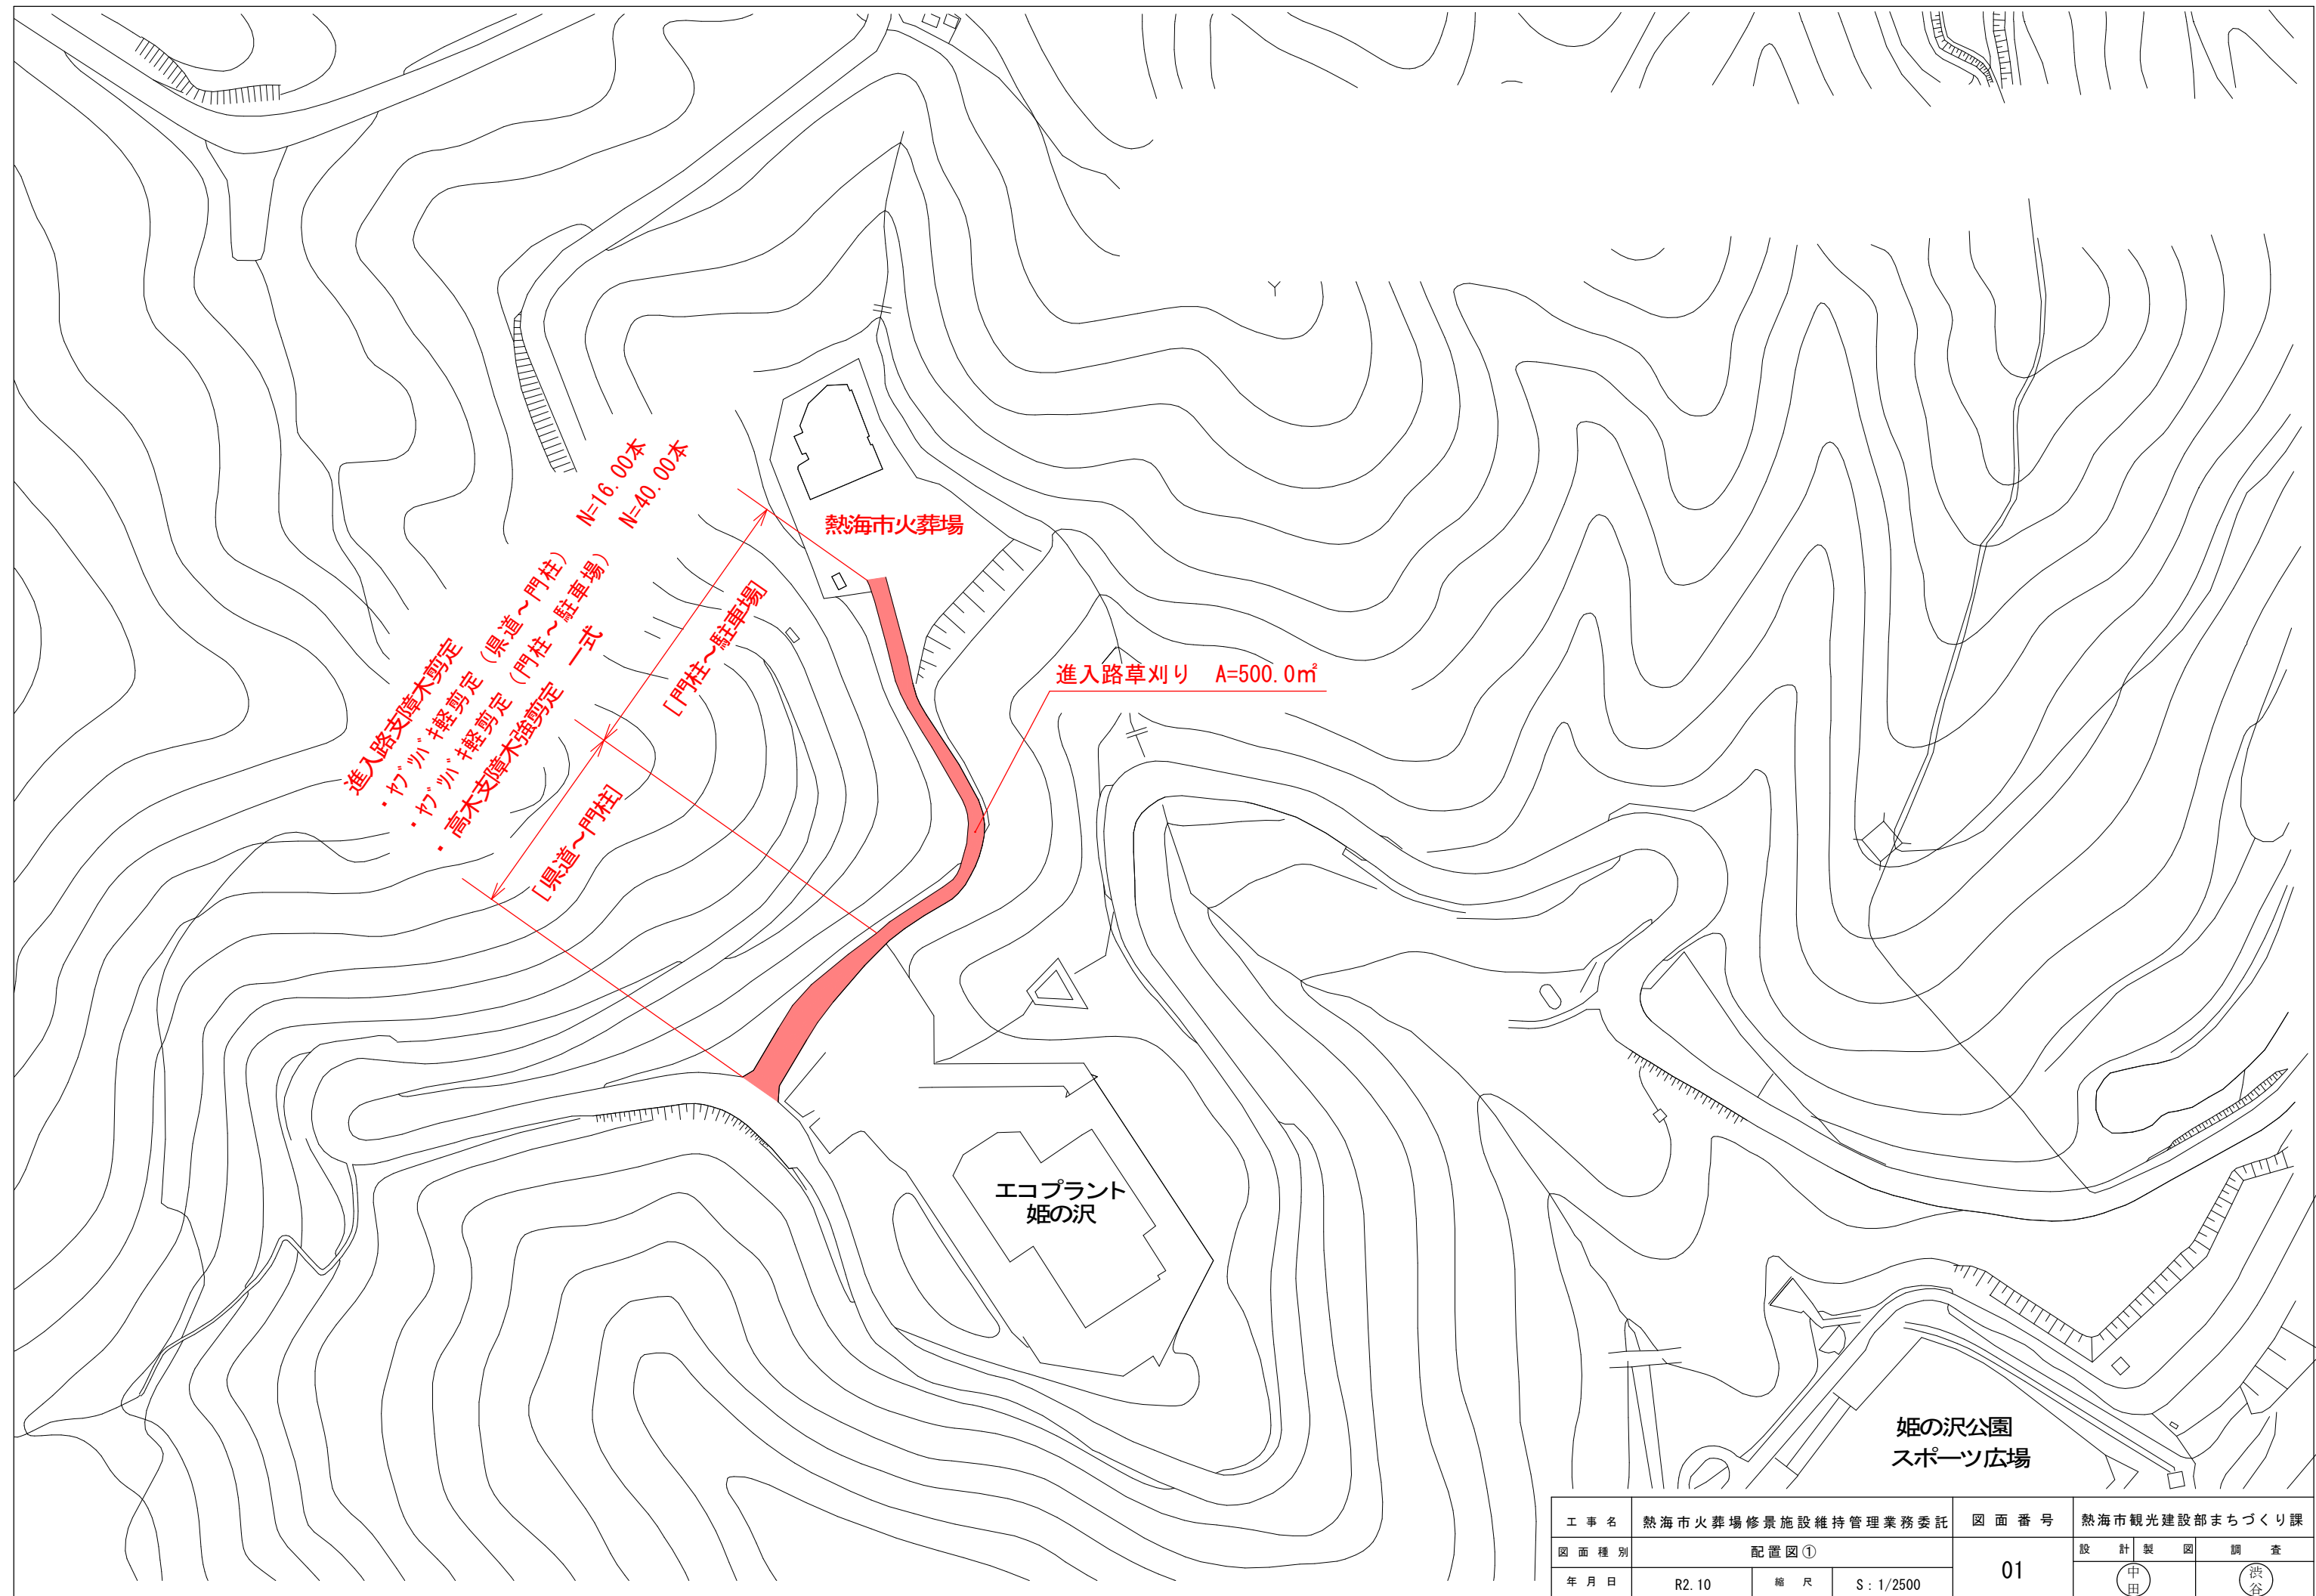 進入路支障木剪定
・ﾔﾌﾞﾂﾊﾞｷ軽剪定（県道～門柱） N=16.00本
・ﾔﾌﾞﾂﾊﾞｷ軽剪定（門柱～駐車場） N=40.00本
・高木支障木強剪定 一式
[県道～門柱]
[門柱～駐車場]
熱海市火葬場
進入路草刈り A=500.0㎡
エコプラント
姫の沢
姫の沢公園
スポーツ広場
工事名 熱海市火葬場修景施設維持管理業務委託 図面番号 熱海市観光建設部まちづくり課
図面種別 配置図① 01 設計 製図 調査
年月日 R2.10 縮尺 S：1/2500 中田 渋谷